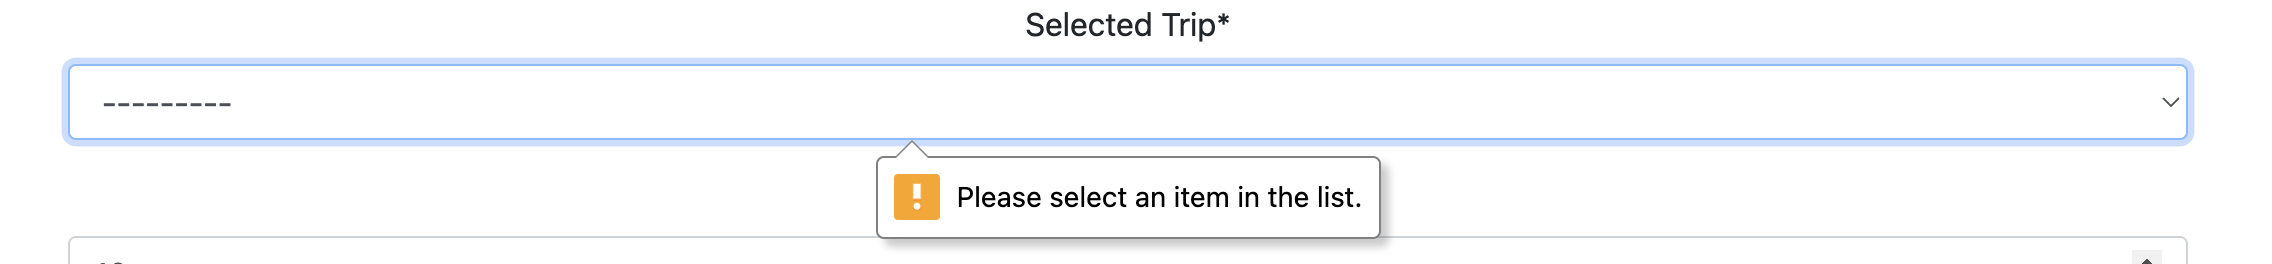 Selected Trip*
---------
Please select an item in the list.